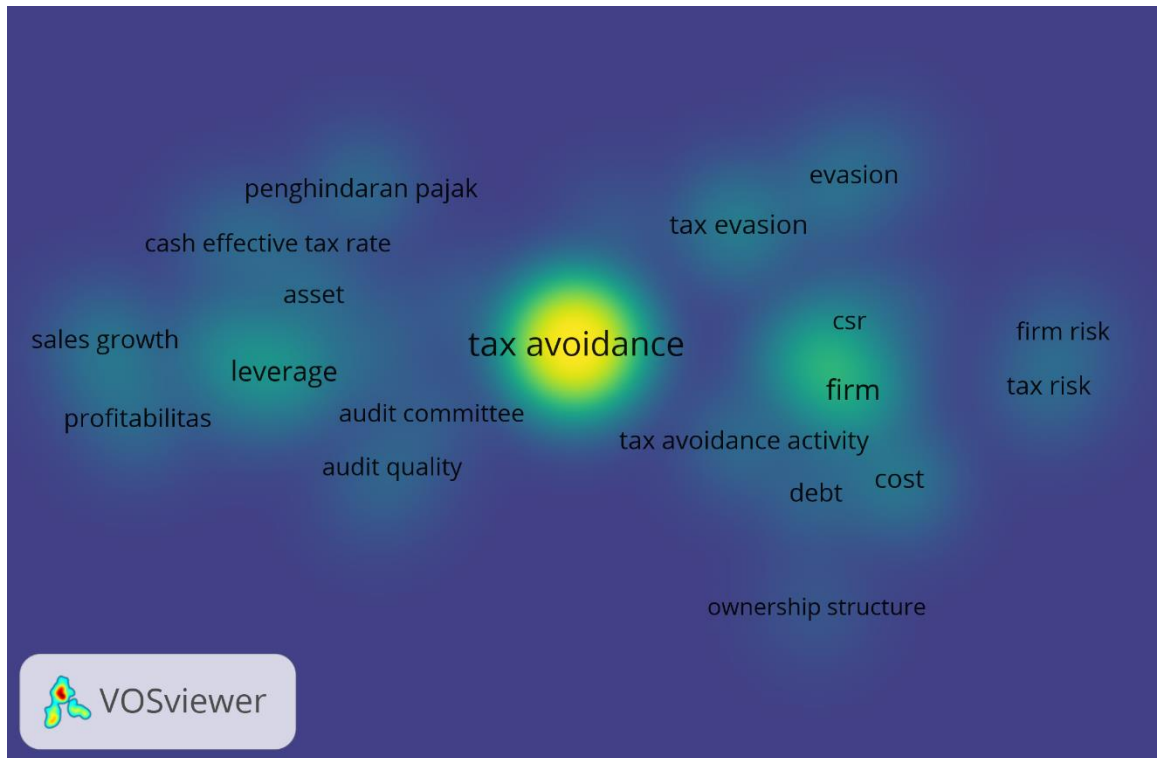 evasion
penghindaran pajak
tax evasion
cash effective tax rate
asset
csr
firm risk
sales growth
tax avoidance
leverage
tax risk
firm
audit committee
profitabilitas
tax avoidance activity
audit quality
cost
debt
ownership structure
VOSviewer